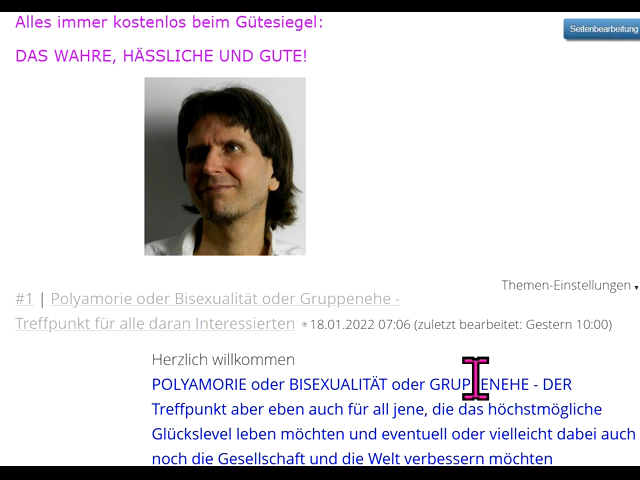 Alles immer kostenlos beim Gütesiegel:
Seitenbearbeitung
DAS WAHRE, HÄSSLICHE UND GUTE!
Themen-Einstellungen
#1 | Polyamorie oder Bisexualität oder Gruppenehe -
Treffpunkt für alle daran Interessierten 18.01.2022 07:06 (zuletzt bearbeitet: Gestern 10:00)
Herzlich willkommen
POLYAMORIE oder BISEXUALITÄT oder GRUPPENEHE - DER
Treffpunkt aber eben auch für all jene, die das höchstmögliche
Glückslevel leben möchten und eventuell oder vielleicht dabei auch
noch die Gesellschaft und die Welt verbessern möchten